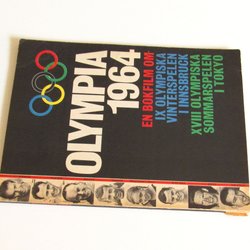 OLYMPIA
1964
EN BOKFILM OM:
IX OLYMPISKA
VINTERSPELEN
I INNSBRUCK
XVIII OLYMPISKA
SOMMARSPELEN
I TOKYO